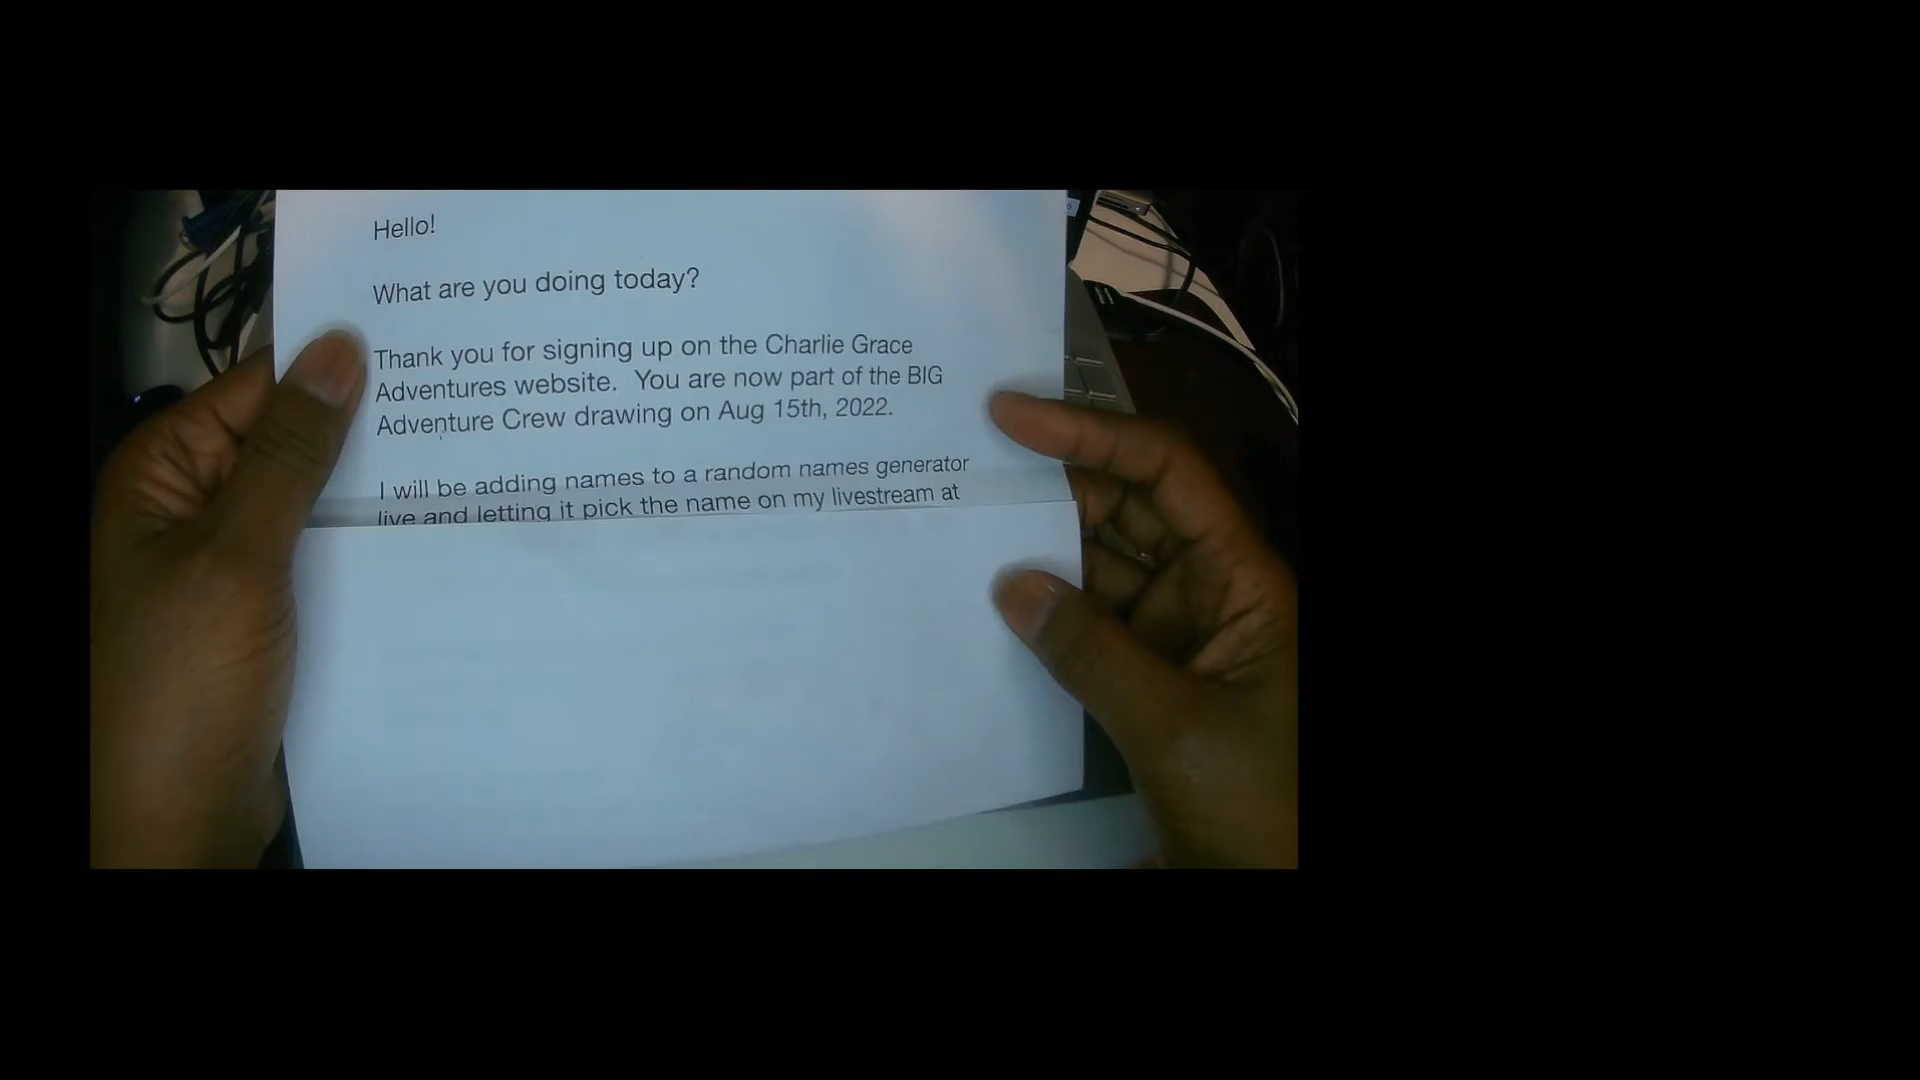 Hello!
What are you doing today?
Thank you for signing up on the Charlie Grace
Adventures website. You are now part of the BIG
Adventure Crew drawing on Aug 15th, 2022.
I will be adding names to a random names generator
live and letting it pick the name on my livestream at